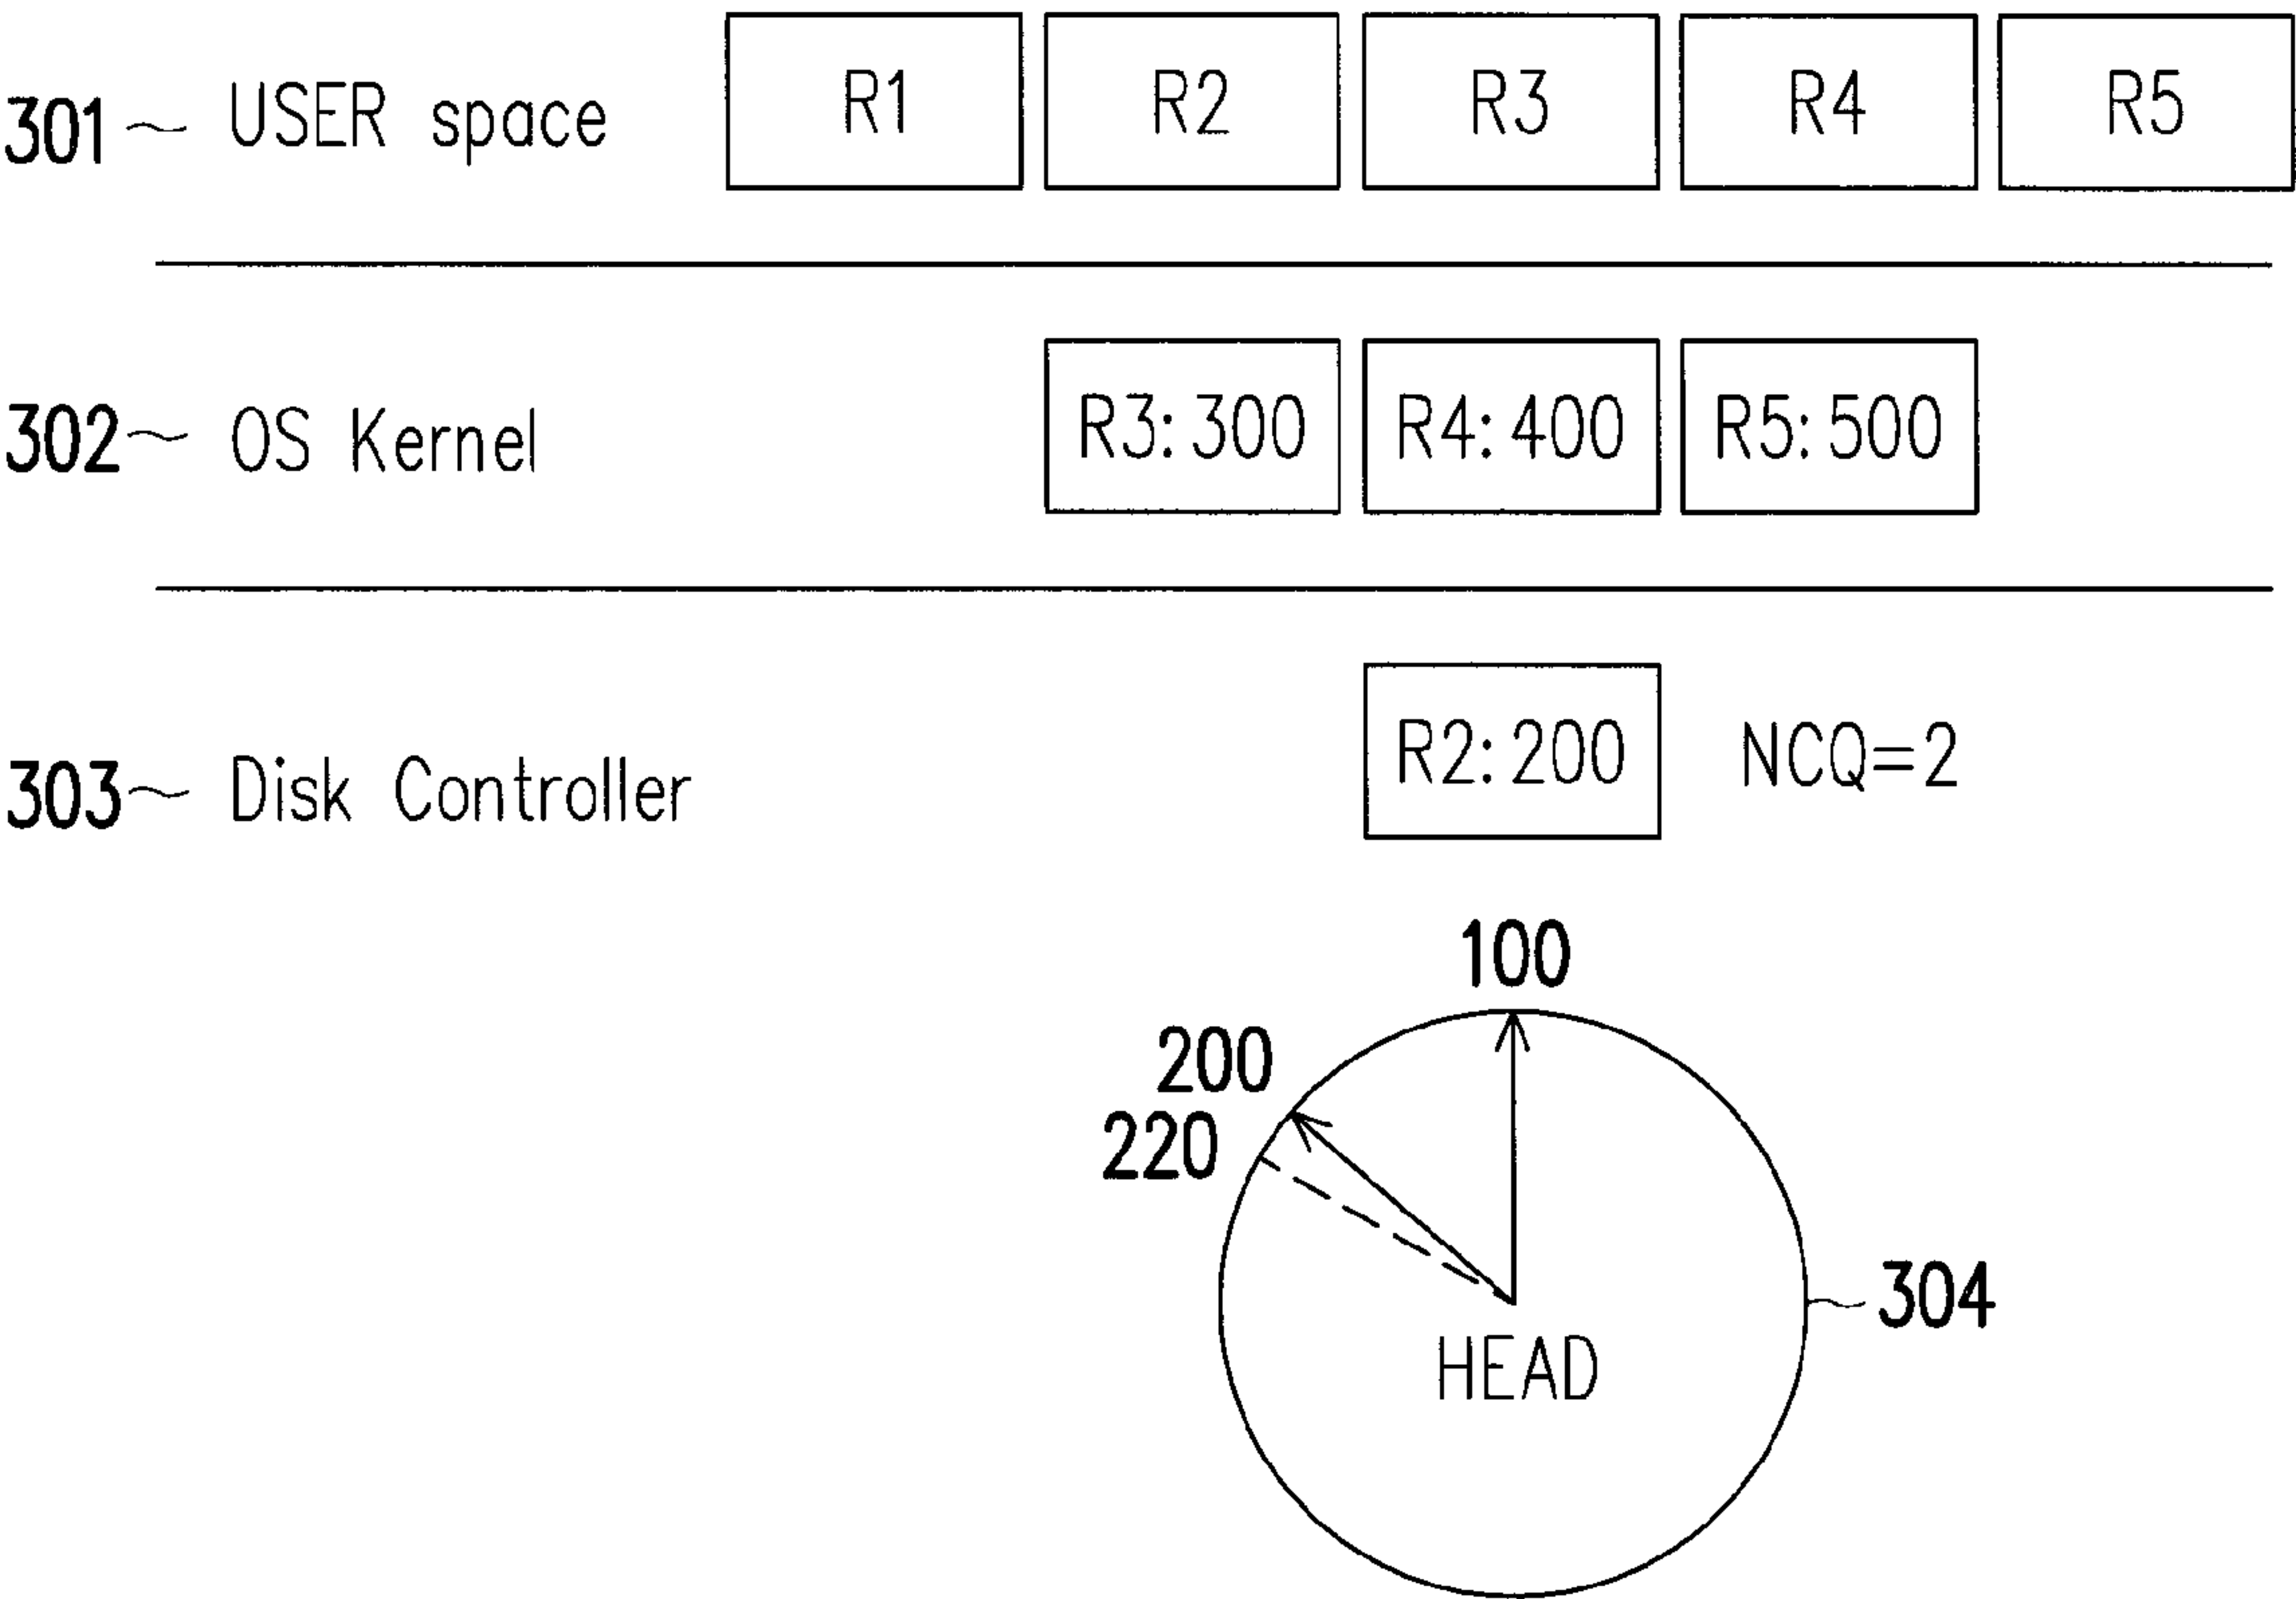 301 USER space R1 R2 R3 R4 R5
302 OS Kernel R3:300 R4:400 R5:500
303 Disk Controller R2:200 NCQ=2
100
200
220
304
HEAD